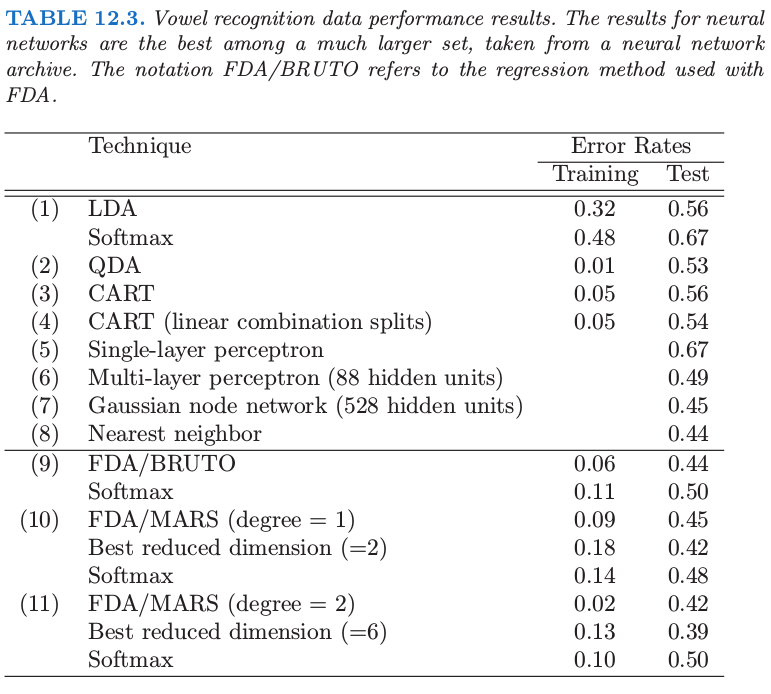 TABLE 12.3. Vowel recognition data performance results. The results for neural
networks are the best among a much larger set, taken from a neural network
archive. The notation FDA/BRUTO refers to the regression method used with
FDA.
Technique Error Rates
Training Test
(1) LDA 0.32 0.56
Softmax 0.48 0.67
(2) QDA 0.01 0.53
(3) CART 0.05 0.56
(4) CART (linear combination splits) 0.05 0.54
(5) Single-layer perceptron 0.67
(6) Multi-layer perceptron (88 hidden units) 0.49
(7) Gaussian node network (528 hidden units) 0.45
(8) Nearest neighbor 0.44
(9) FDA/BRUTO 0.06 0.44
Softmax 0.11 0.50
(10) FDA/MARS (degree = 1) 0.09 0.45
Best reduced dimension (=2) 0.18 0.42
Softmax 0.14 0.48
(11) FDA/MARS (degree = 2) 0.02 0.42
Best reduced dimension (=6) 0.13 0.39
Softmax 0.10 0.50